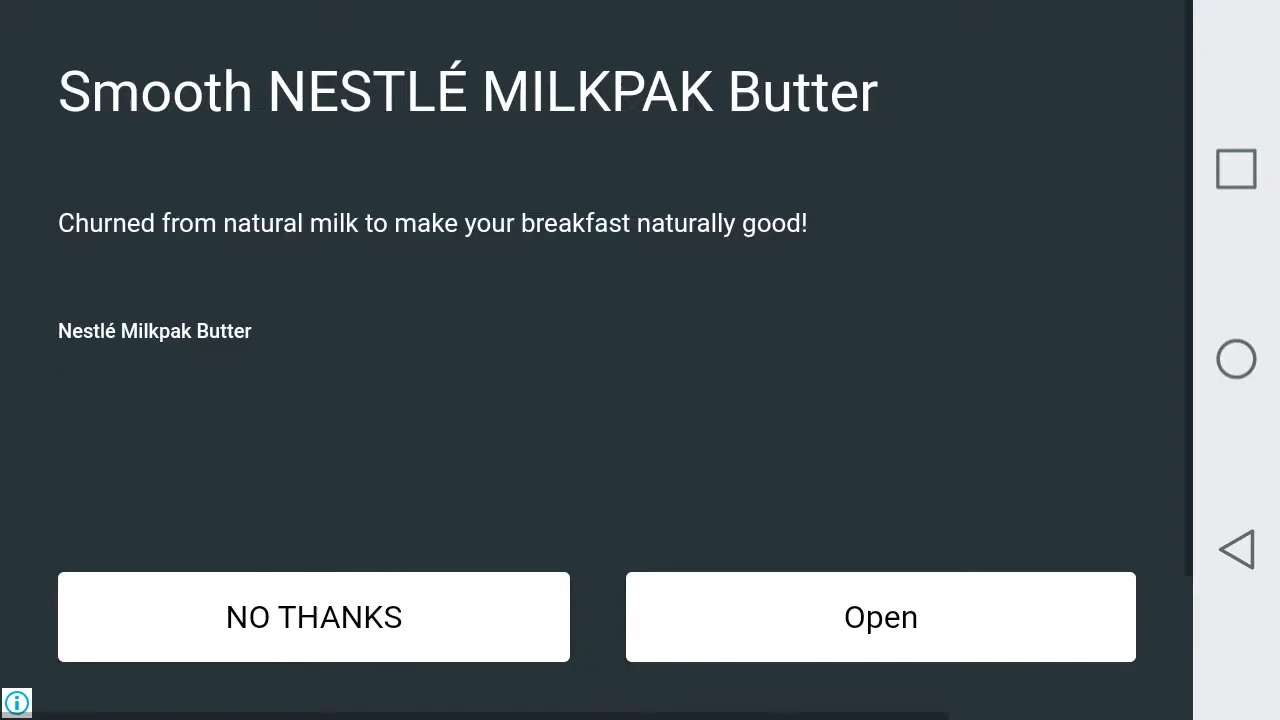 Smooth NESTLÉ MILKPAK Butter
Churned from natural milk to make your breakfast naturally good!
Nestlé Milkpak Butter
NO THANKS
Open